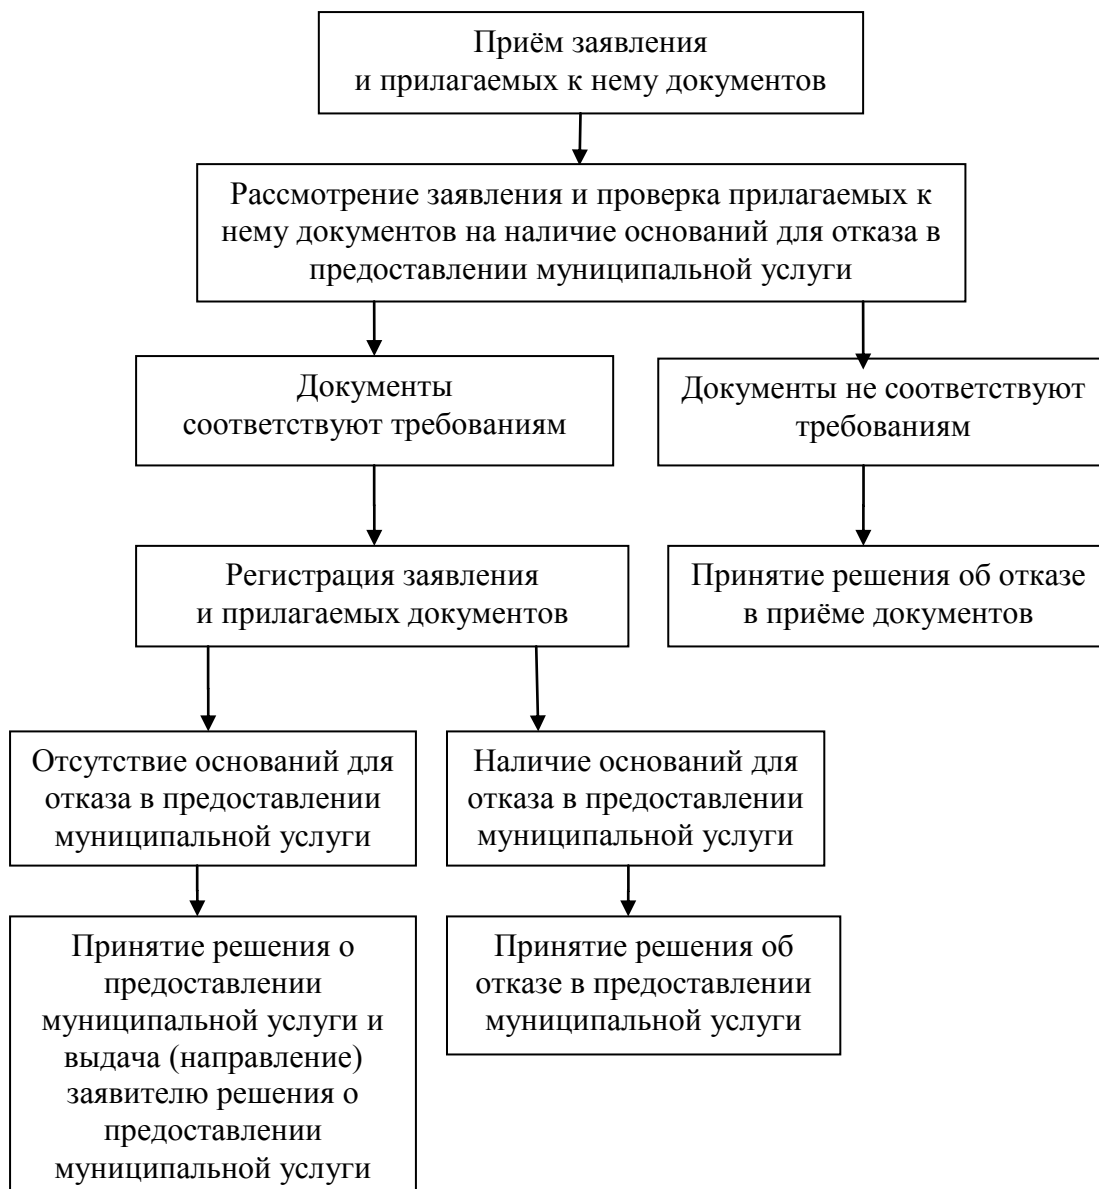 Приём заявления
и прилагаемых к нему документов
Рассмотрение заявления и проверка прилагаемых к
нему документов на наличие оснований для отказа в
предоставлении муниципальной услуги
Документы
соответствуют требованиям
Документы не соответствуют
требованиям
Регистрация заявления
и прилагаемых документов
Принятие решения об отказе
в приёме документов
Отсутствие оснований для
отказа в предоставлении
муниципальной услуги
Наличие оснований для
отказа в предоставлении
муниципальной услуги
Принятие решения о
предоставлении
муниципальной услуги и
выдача (направление)
заявителю решения о
предоставлении
муниципальной услуги
Принятие решения об
отказе в предоставлении
муниципальной услуги